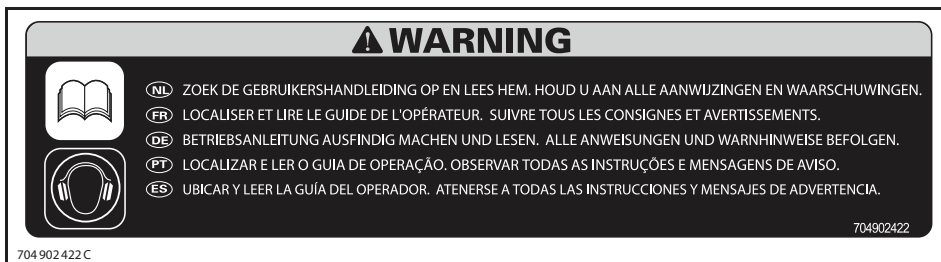 WARNING
NL ZOEK DE GEBRUIKERSHANDLEIDING OP EN LEES HEM. HOUD U AAN ALLE AANWIJZINGEN EN WAARSCHUWINGEN.
FR LOCALISER ET LIRE LE GUIDE DE L'OPÉRATEUR. SUIVRE TOUS LES CONSIGNES ET AVERTISSEMENTS.
DE BETRIEBSANLEITUNG AUSFINDIG MACHEN UND LESEN. ALLE ANWEISUNGEN UND WARNHINWEISE BEFOLGEN.
PT LOCALIZAR E LER O GUIA DE OPERAÇÃO. OBSERVAR TODAS AS INSTRUÇÕES E MENSAGENS DE AVISO.
ES UBICAR Y LEER LA GUÍA DEL OPERADOR. ATENERSE A TODAS LAS INSTRUCCIONES Y MENSAJES DE ADVERTENCIA.
704902422
704 902 422 C